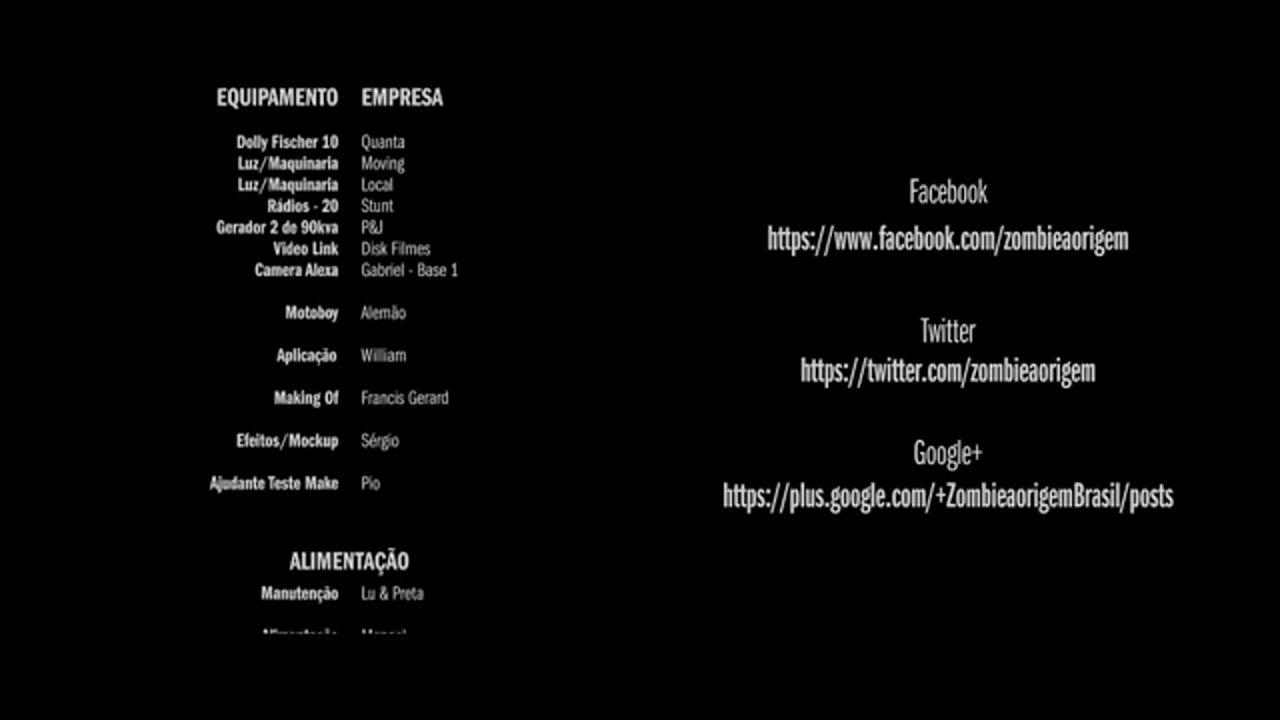 EQUIPAMENTO EMPRESA
Dolly Fischer 10 Quanta
Luz/Maquinaria Moving
Luz/Maquinaria Local
Rádios - 20 Stunt
Gerador 2 de 90kva P&J
Video Link Disk Filmes
Camera Alexa Gabriel - Base 1
Motoboy Alemão
Aplicação William
Making Of Francis Gerard
Efeitos/Mockup Sérgio
Ajudante Teste Make Pio
ALIMENTAÇÃO
Manutenção Lu & Preta
Facebook
https://www.facebook.com/zombieaorigem
Twitter
https://twitter.com/zombieaorigem
Google+
https://plus.google.com/+ZombieaorigemBrasil/posts